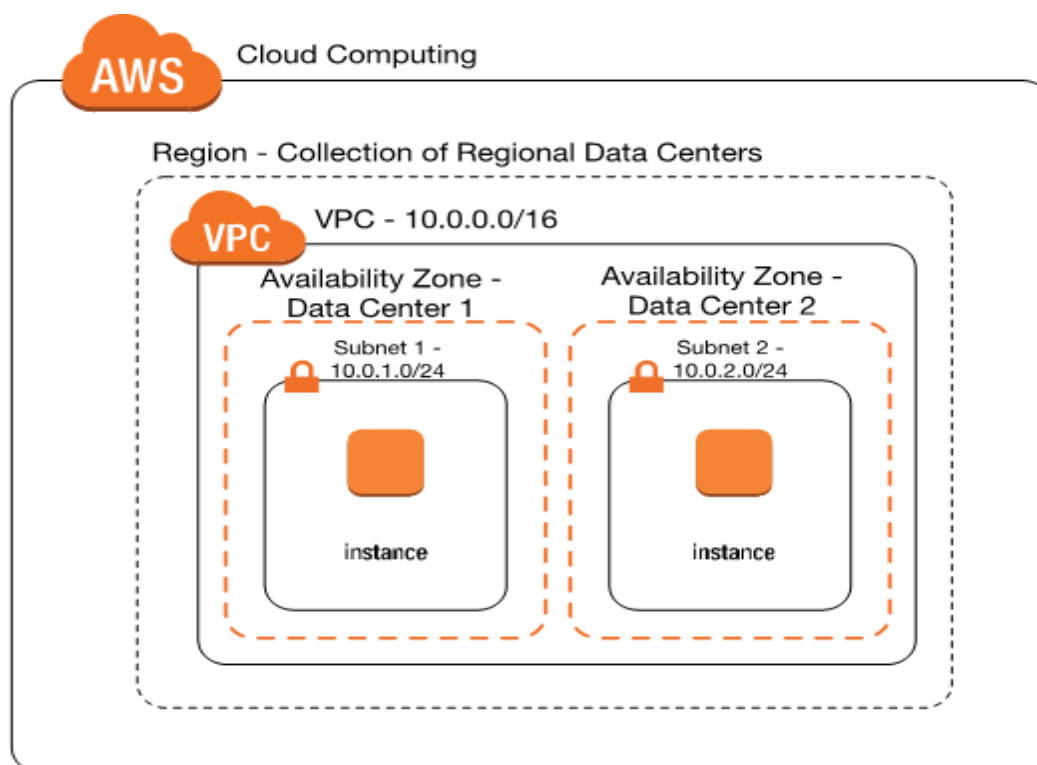 AWS
Cloud Computing
Region - Collection of Regional Data Centers
VPC
VPC - 10.0.0.0/16
Availability Zone -
Data Center 1
Subnet 1 -
10.0.1.0/24
instance
Availability Zone -
Data Center 2
Subnet 2 -
10.0.2.0/24
instance